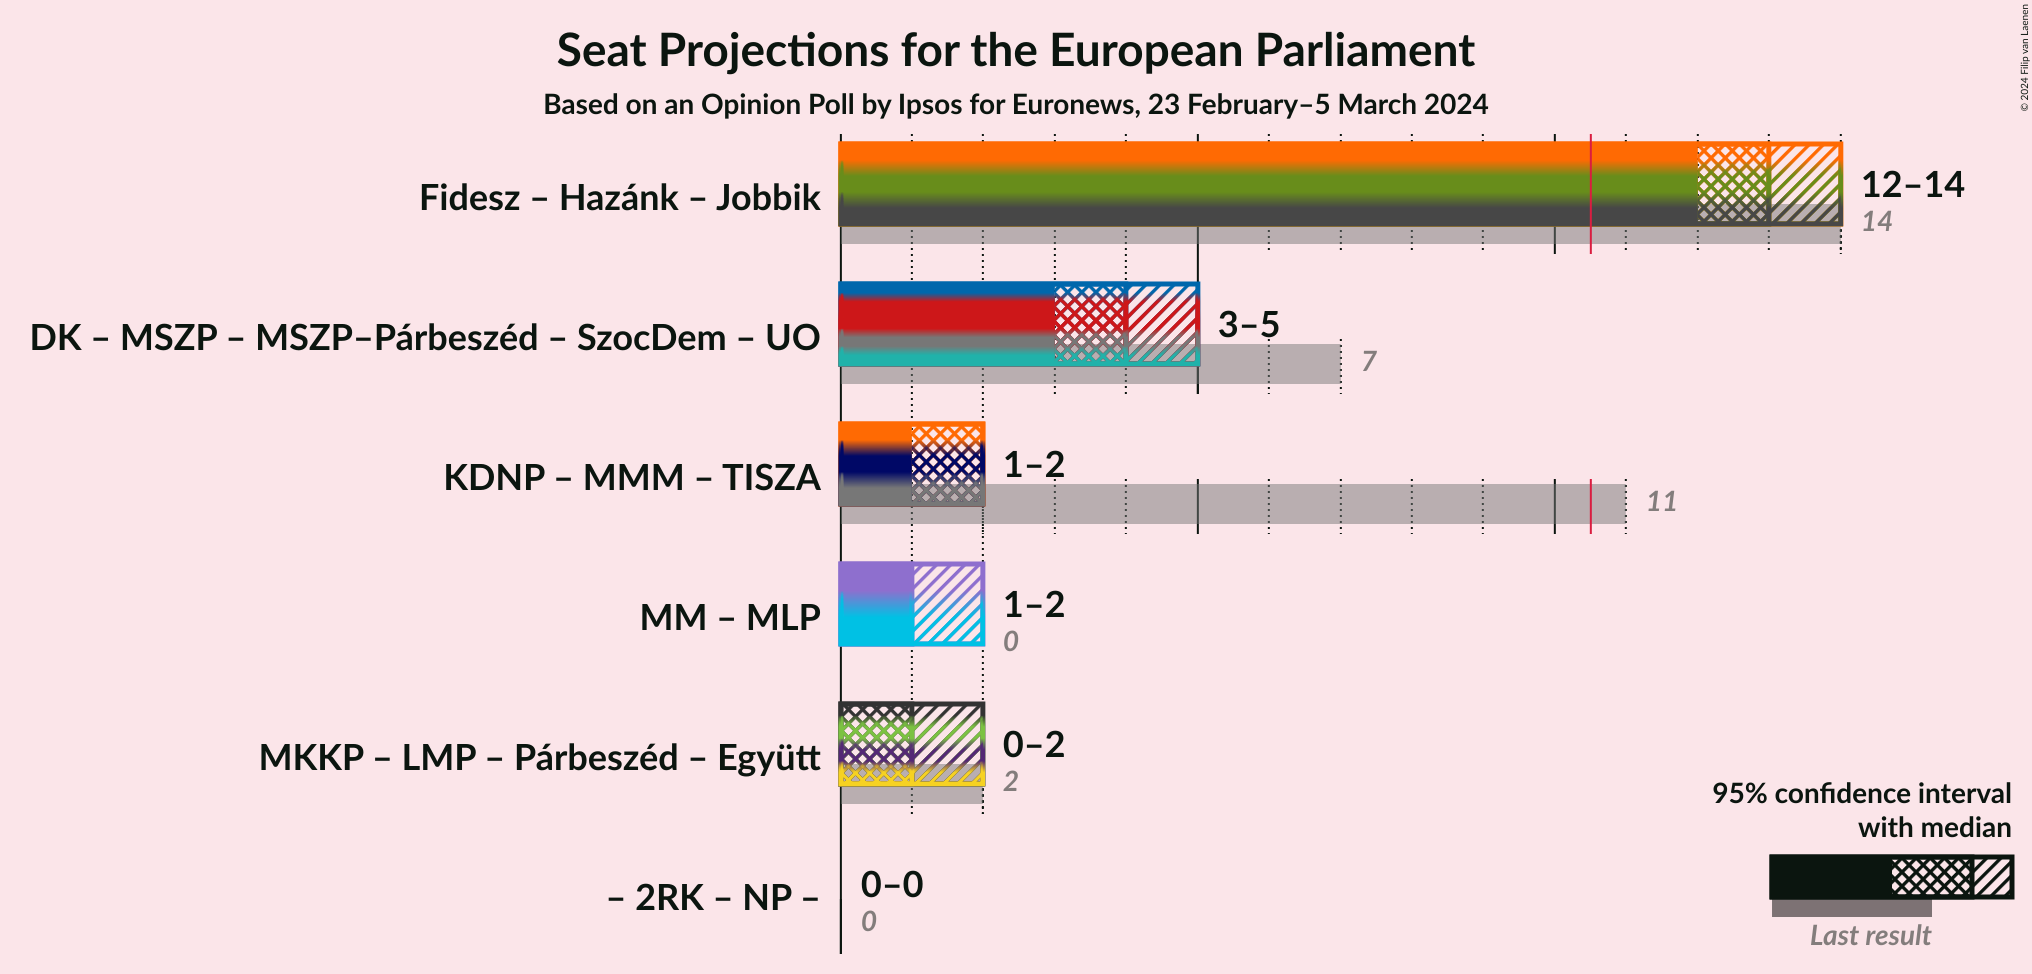 Seat Projections for the European Parliament
Based on an Opinion Poll by Ipsos for Euronews, 23 February–5 March 2024
© 2024 Filip van Laenen
Fidesz – Hazánk – Jobbik
12–14
14
DK – MSZP – MSZP–Párbeszéd – SzocDem – UO
3–5
7
KDNP – MMM – TISZA
1–2
11
MM – MLP
1–2
0
MKKP – LMP – Párbeszéd – Együtt
0–2
2
– 2RK – NP –
0–0
0
95% confidence interval
with median
Last result